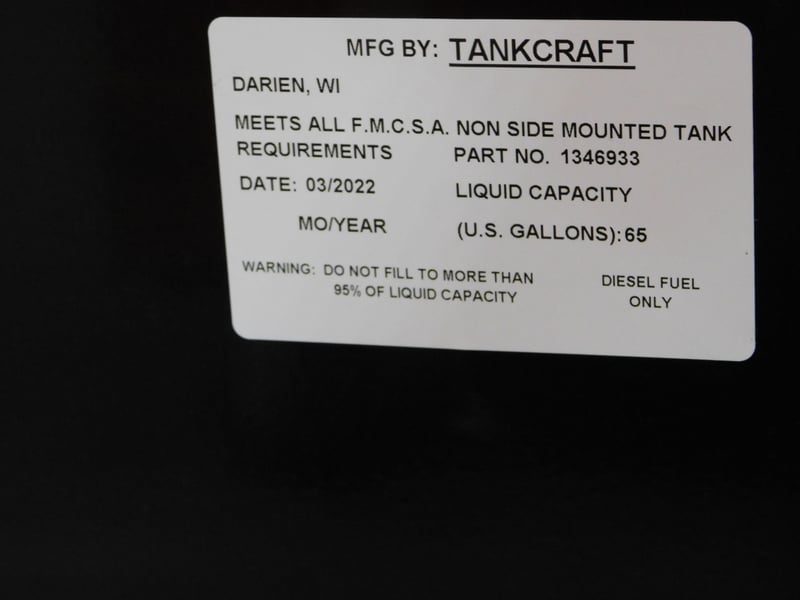 MFG BY: TANKCRAFT
DARIEN, WI
MEETS ALL F.M.C.S.A. NON SIDE MOUNTED TANK
REQUIREMENTS PART NO. 1346933
DATE: 03/2022 LIQUID CAPACITY
MO/YEAR (U.S. GALLONS): 65
WARNING: DO NOT FILL TO MORE THAN DIESEL FUEL
95% OF LIQUID CAPACITY ONLY